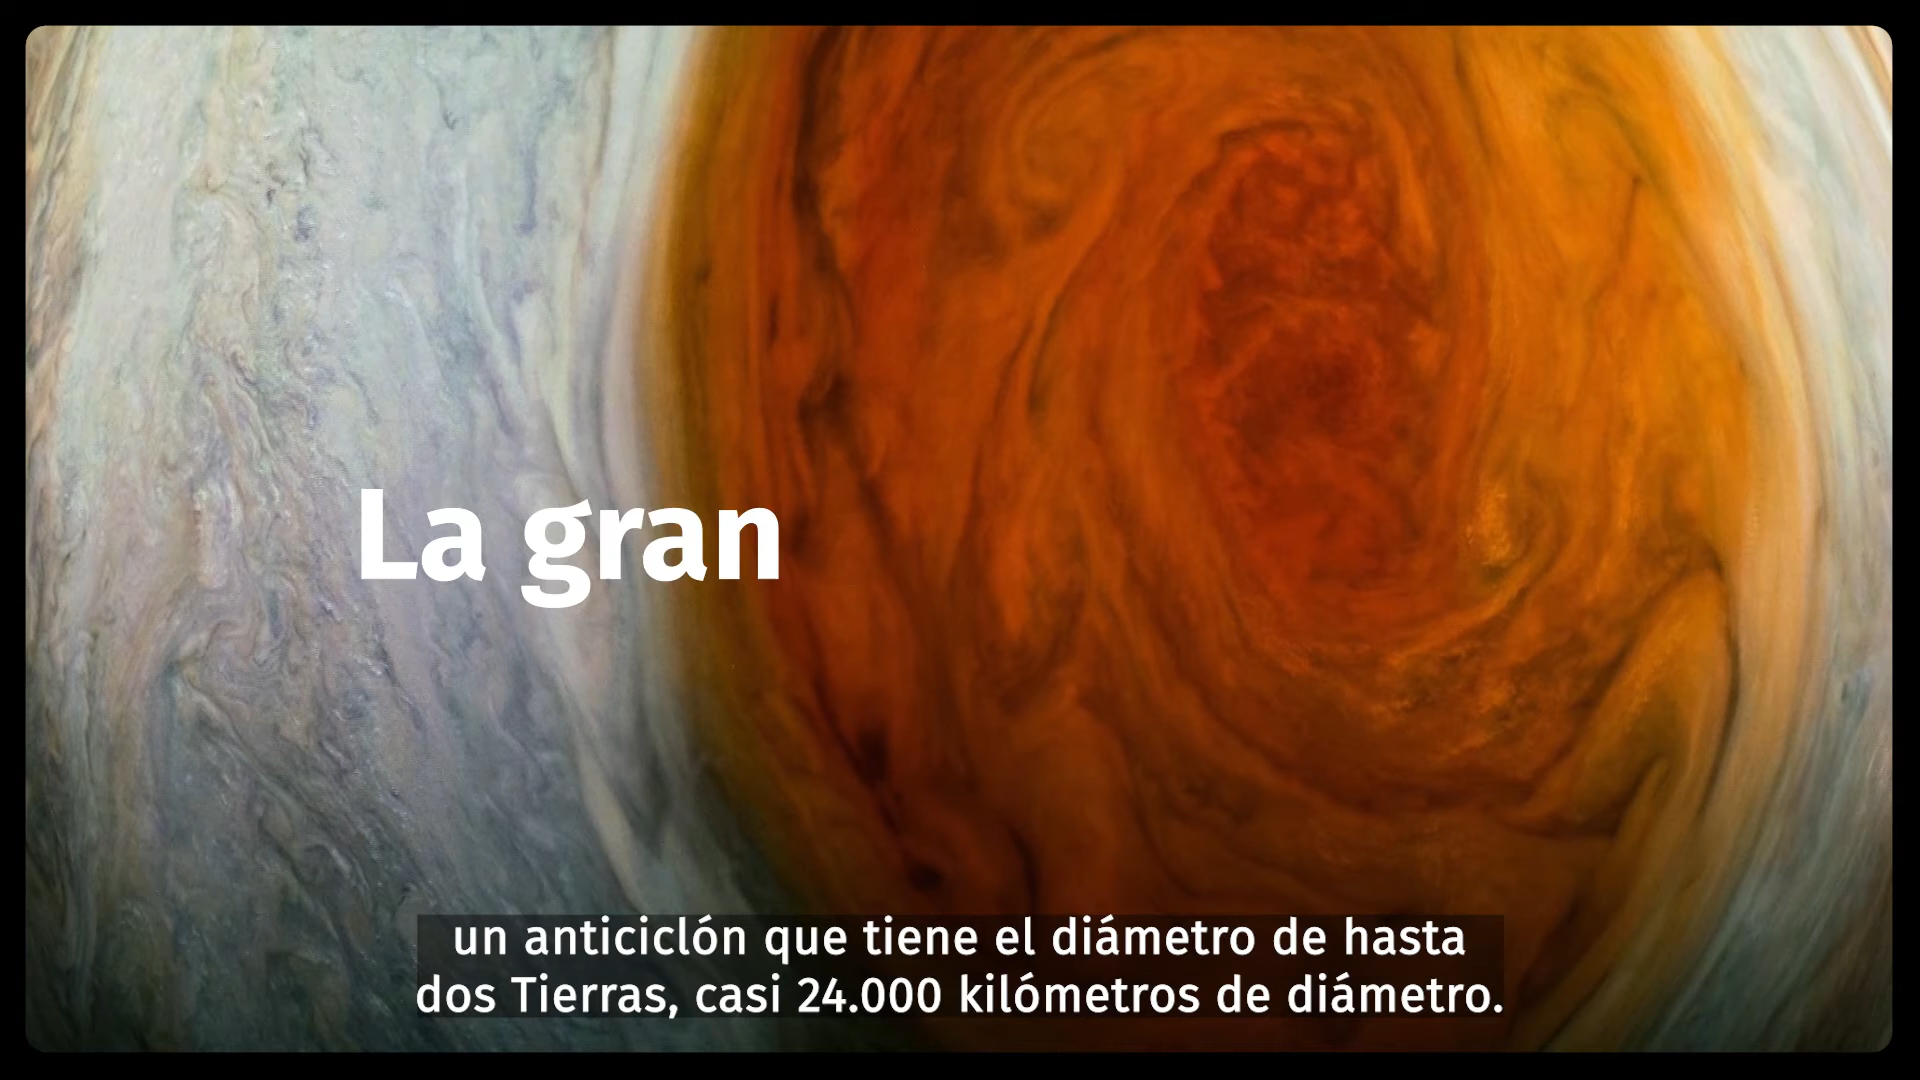 La gran
un anticiclón que tiene el diámetro de hasta
dos Tierras, casi 24.000 kilómetros de diámetro.